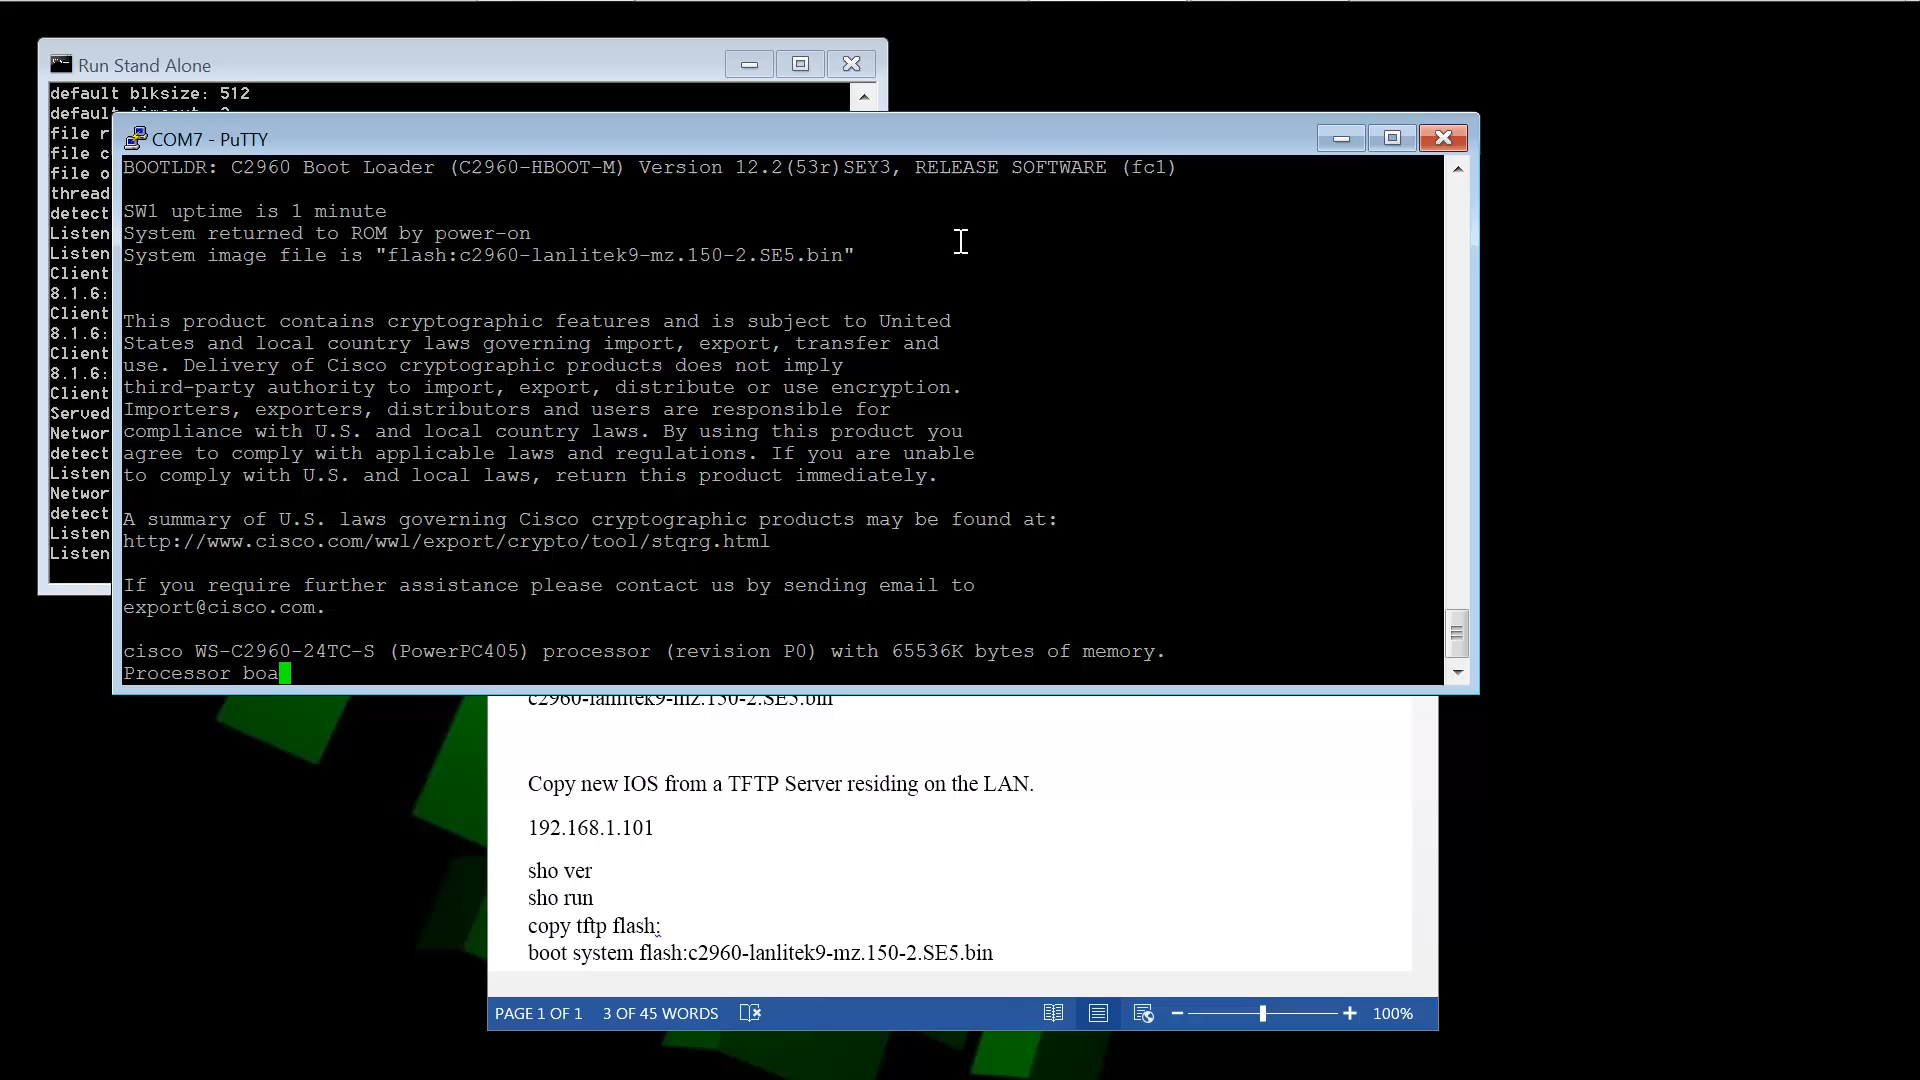 Run Stand Alone
default blksize: 512
default
file r
file c
file o
thread
detect
Listen
Listen
Client
8.1.6:
Client
8.1.6:
Client
8.1.6:
Client
Served
Networ
detect
Listen
Networ
detect
Listen
Listen
COM7 - PuTTY
BOOTLDR: C2960 Boot Loader (C2960-HBOOT-M) Version 12.2(53r)SEY3, RELEASE SOFTWARE (fc1)
SW1 uptime is 1 minute
System returned to ROM by power-on
System image file is "flash:c2960-lanlitek9-mz.150-2.SE5.bin"
This product contains cryptographic features and is subject to United
States and local country laws governing import, export, transfer and
use. Delivery of Cisco cryptographic products does not imply
third-party authority to import, export, distribute or use encryption.
Importers, exporters, distributors and users are responsible for
compliance with U.S. and local country laws. By using this product you
agree to comply with applicable laws and regulations. If you are unable
to comply with U.S. and local laws, return this product immediately.
A summary of U.S. laws governing Cisco cryptographic products may be found at:
http://www.cisco.com/wwl/export/crypto/tool/stqrg.html
If you require further assistance please contact us by sending email to
export@cisco.com.
cisco WS-C2960-24TC-S (PowerPC405) processor (revision P0) with 65536K bytes of memory.
Processor boa
c2960-lanlitek9-mz.150-2.SE5.bin
Copy new IOS from a TFTP Server residing on the LAN.
192.168.1.101
sho ver
sho run
copy tftp flash:
boot system flash:c2960-lanlitek9-mz.150-2.SE5.bin
PAGE 1 OF 1 3 OF 45 WORDS 100%